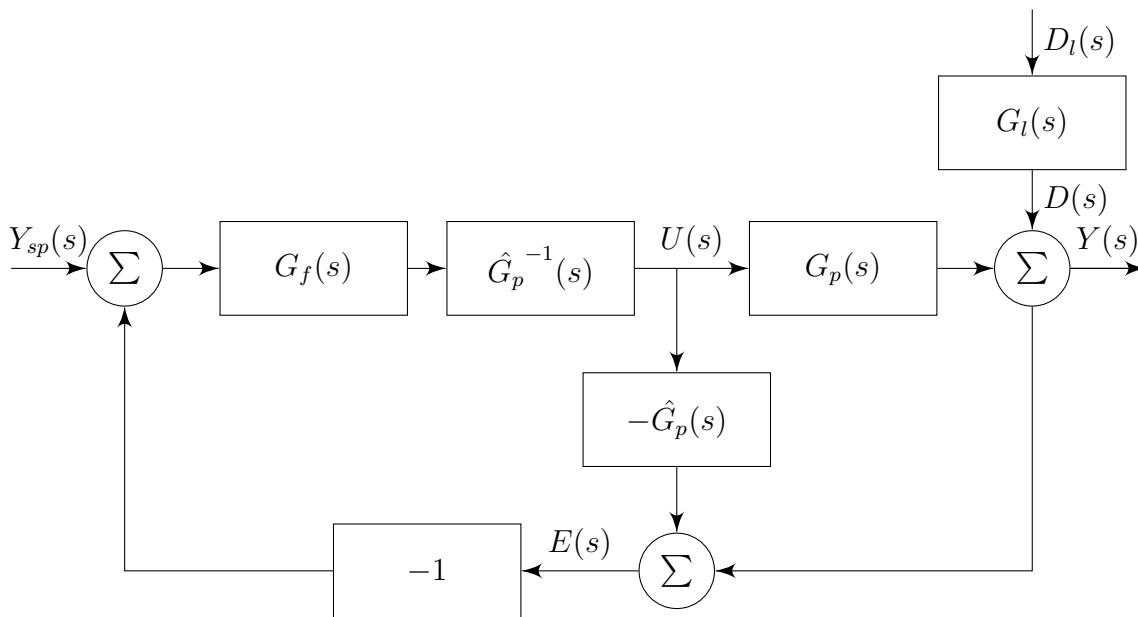 D_l(s)
G_l(s)
D(s)
Y_{sp}(s)
∑
G_f(s)
\hat{G}_p^{-1}(s)
U(s)
G_p(s)
∑
Y(s)
−\hat{G}_p(s)
−1
E(s)
∑